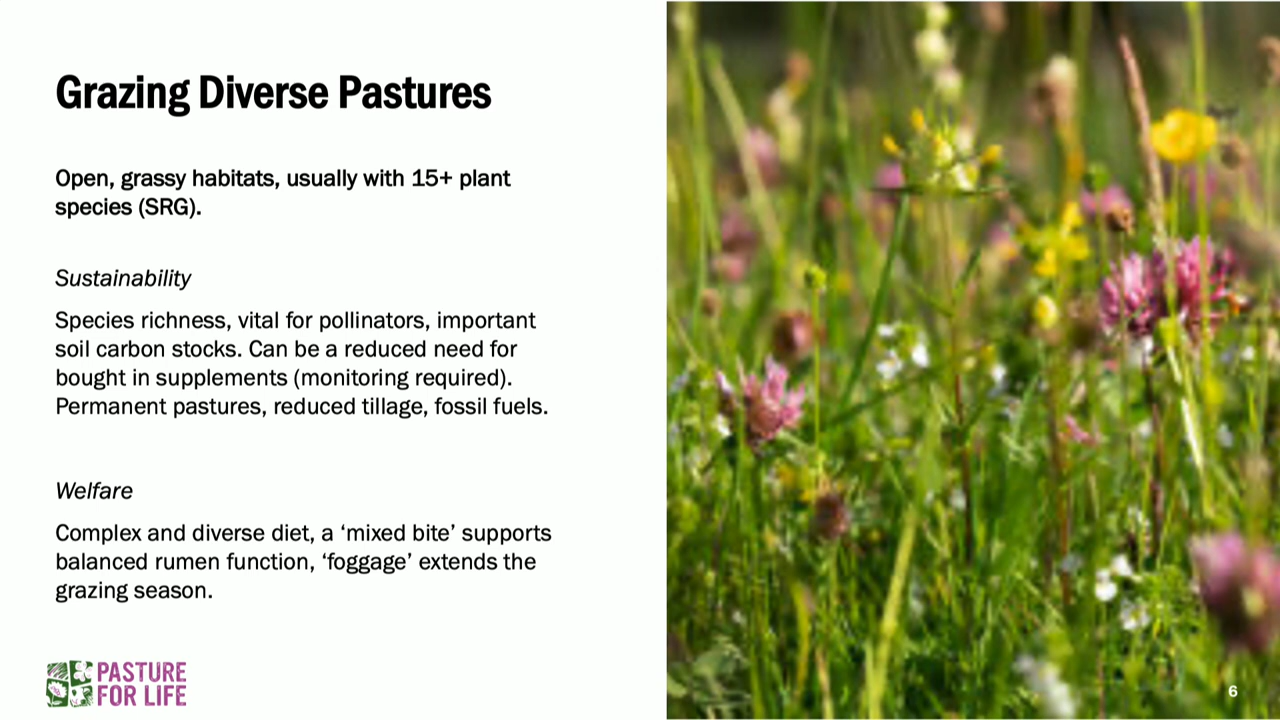 Grazing Diverse Pastures
Open, grassy habitats, usually with 15+ plant
species (SRG).
Sustainability
Species richness, vital for pollinators, important
soil carbon stocks. Can be a reduced need for
bought in supplements (monitoring required).
Permanent pastures, reduced tillage, fossil fuels.
Welfare
Complex and diverse diet, a ‘mixed bite’ supports
balanced rumen function, ‘foggage’ extends the
grazing season.
PASTURE
FOR LIFE
6